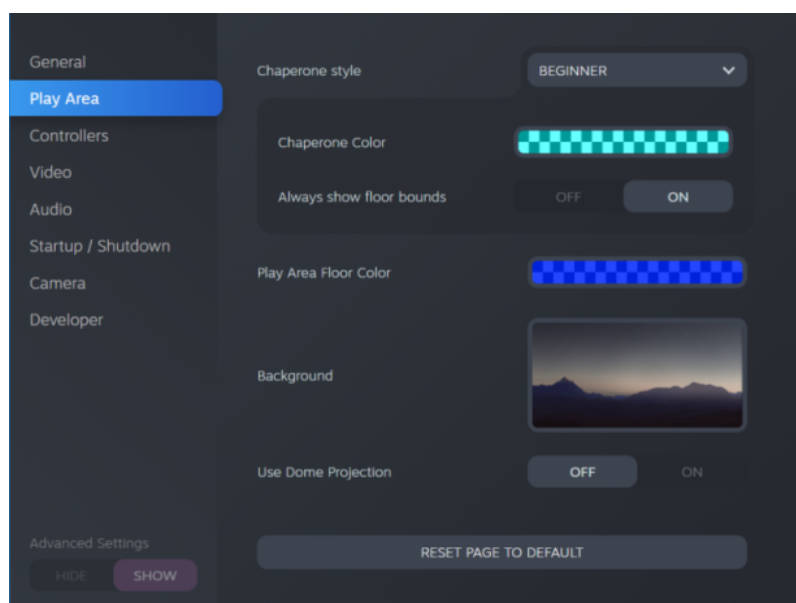 General
Play Area
Controllers
Video
Audio
Startup / Shutdown
Camera
Developer
Advanced Settings
HIDE SHOW
Chaperone style BEGINNER
Chaperone Color
Always show floor bounds OFF ON
Play Area Floor Color
Background
Use Dome Projection OFF ON
RESET PAGE TO DEFAULT